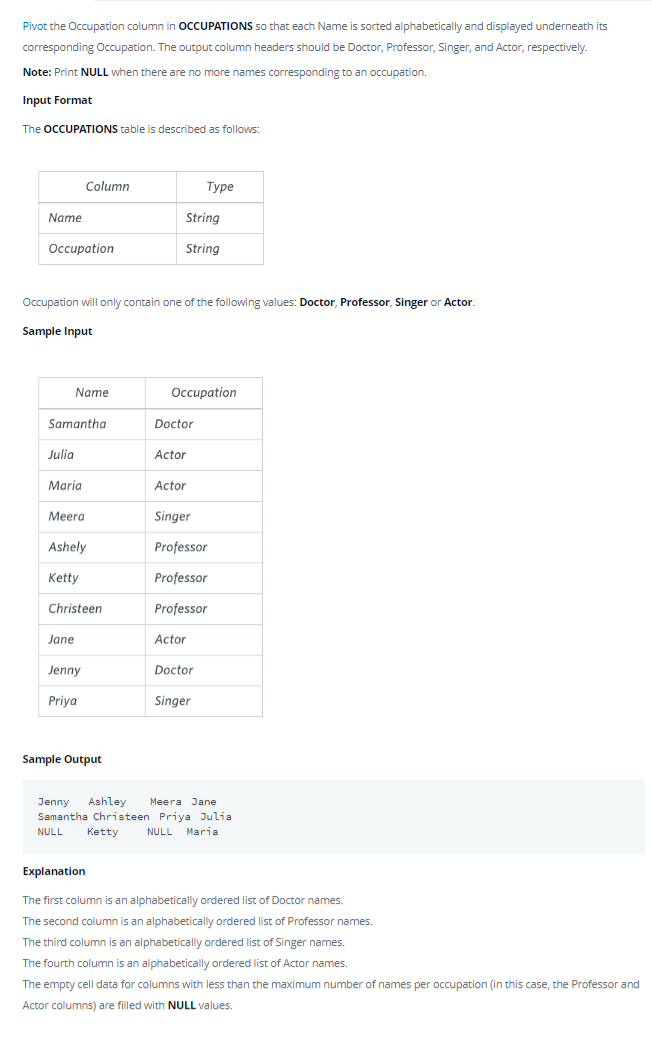 Pivot the Occupation column in OCCUPATIONS so that each Name is sorted alphabetically and displayed underneath its
corresponding Occupation. The output column headers should be Doctor, Professor, Singer, and Actor, respectively.
Note: Print NULL when there are no more names corresponding to an occupation.
Input Format
The OCCUPATIONS table is described as follows:
Column Type
Name String
Occupation String
Occupation will only contain one of the following values: Doctor, Professor, Singer or Actor.
Sample Input
Name Occupation
Samantha Doctor
Julia Actor
Maria Actor
Meera Singer
Ashely Professor
Ketty Professor
Christeen Professor
Jane Actor
Jenny Doctor
Priya Singer
Sample Output
Jenny Ashley Meera Jane
Samantha Christeen Priya Julia
NULL Ketty NULL Maria
Explanation
The first column is an alphabetically ordered list of Doctor names.
The second column is an alphabetically ordered list of Professor names.
The third column is an alphabetically ordered list of Singer names.
The fourth column is an alphabetically ordered list of Actor names.
The empty cell data for columns with less than the maximum number of names per occupation (in this case, the Professor and
Actor columns) are filled with NULL values.